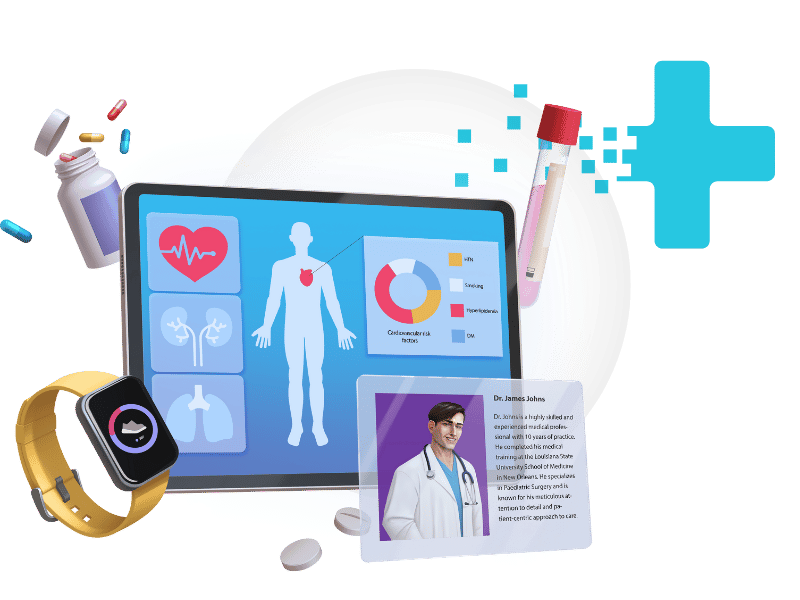 HTN
Smoking
Hyperlipidemia
DM
Cardiovascular risk
factors
Dr. James Johns
Dr. Johns is a highly skilled and
experienced medical profes-
sional with 10 years of practice.
He completed his medical
training at the Louisiana State
University School of Medicine
in New Orleans. He specializes
in Paediatric Surgery and is
known for his meticulous at-
tention to detail and pa-
tient-centric approach to care